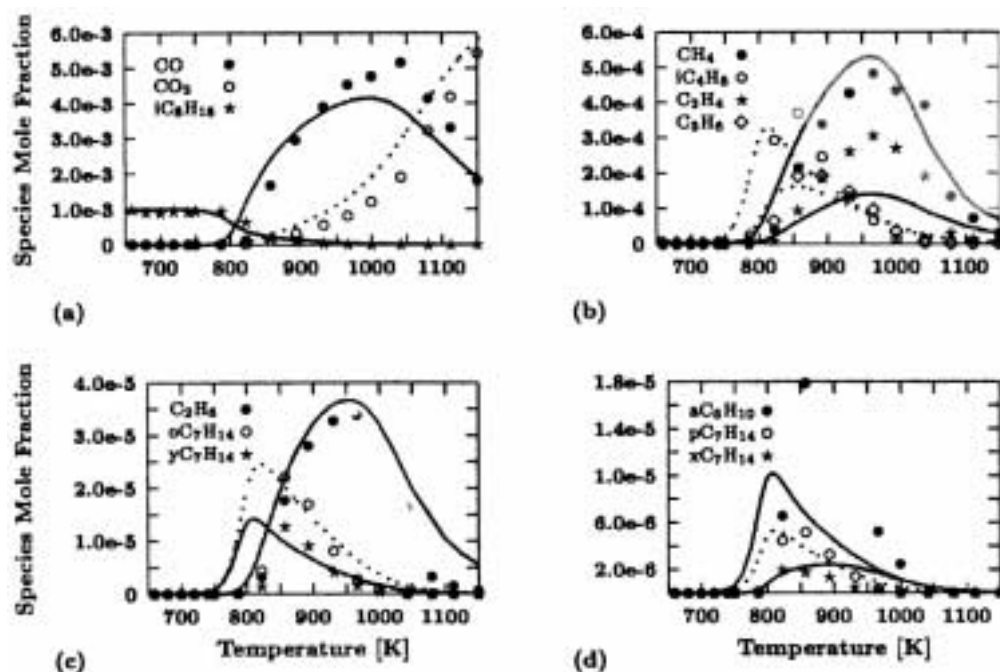 Species Mole Fraction
6.0e-3
5.0e-3
4.0e-3
3.0e-3
2.0e-3
1.0e-3
0
CO
CO₂
iC₈H₁₈
700 800 900 1000 1100
(a)
6.0e-4
5.0e-4
4.0e-4
3.0e-4
2.0e-4
1.0e-4
0
CH₄
iC₄H₈
C₃H₄
C₃H₆
700 800 900 1000 1100
(b)
Species Mole Fraction
4.0e-5
3.0e-5
2.0e-5
1.0e-5
0
C₂H₆
oC₇H₁₄
yC₇H₁₄
700 800 900 1000 1100
Temperature [K]
(c)
1.8e-5
1.4e-5
1.0e-5
6.0e-6
2.0e-6
aC₆H₁₀
pC₇H₁₄
xC₇H₁₄
700 800 900 1000 1100
Temperature [K]
(d)